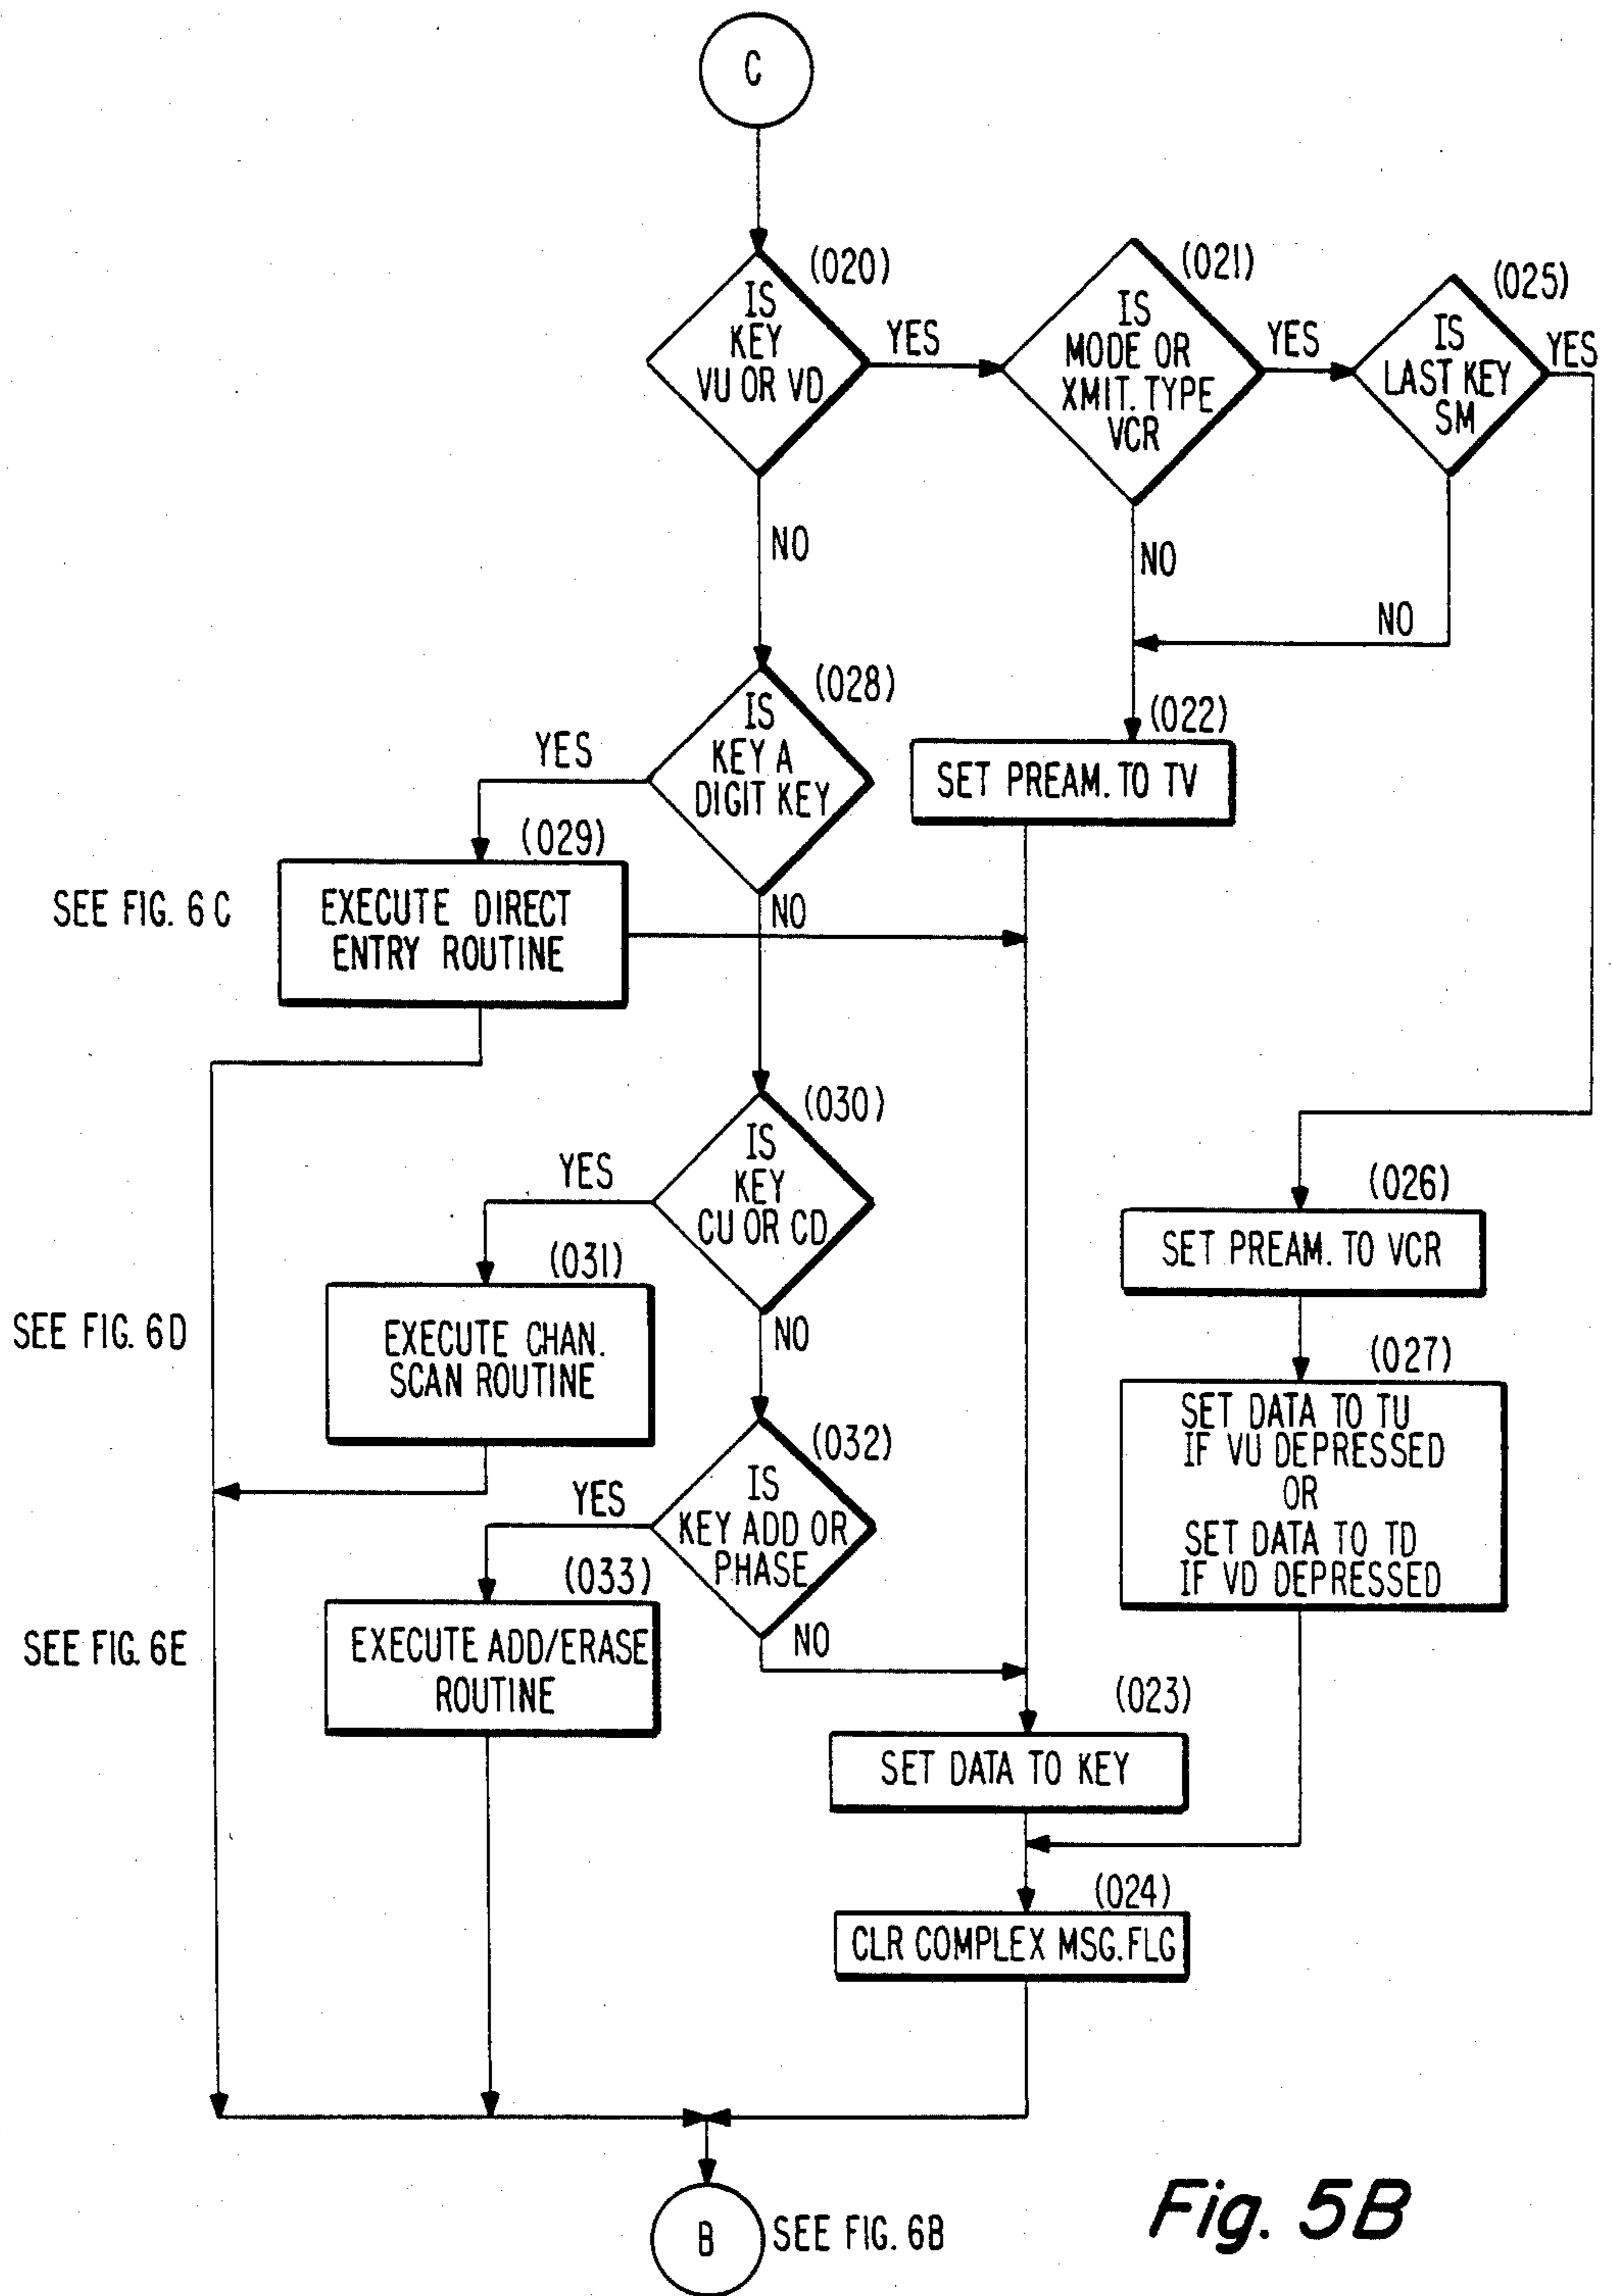 C
(020)
IS
KEY
VU OR VD
YES
NO
(021)
IS
MODE OR
XMIT. TYPE
VCR
YES
NO
(025)
IS
LAST KEY
SM
YES
NO
(028)
IS
KEY A
DIGIT KEY
YES
NO
(022)
SET PREAM. TO TV
(029)
EXECUTE DIRECT
ENTRY ROUTINE
SEE FIG. 6C
(030)
IS
KEY
CU OR CD
YES
NO
(026)
SET PREAM. TO VCR
(031)
EXECUTE CHAN.
SCAN ROUTINE
SEE FIG. 6D
(027)
SET DATA TO TU
IF VU DEPRESSED
OR
SET DATA TO TD
IF VD DEPRESSED
(032)
IS
KEY ADD OR
PHASE
YES
NO
(033)
EXECUTE ADD/ERASE
ROUTINE
SEE FIG. 6E
(023)
SET DATA TO KEY
(024)
CLR COMPLEX MSG. FLG
B
SEE FIG. 6B
Fig. 5B